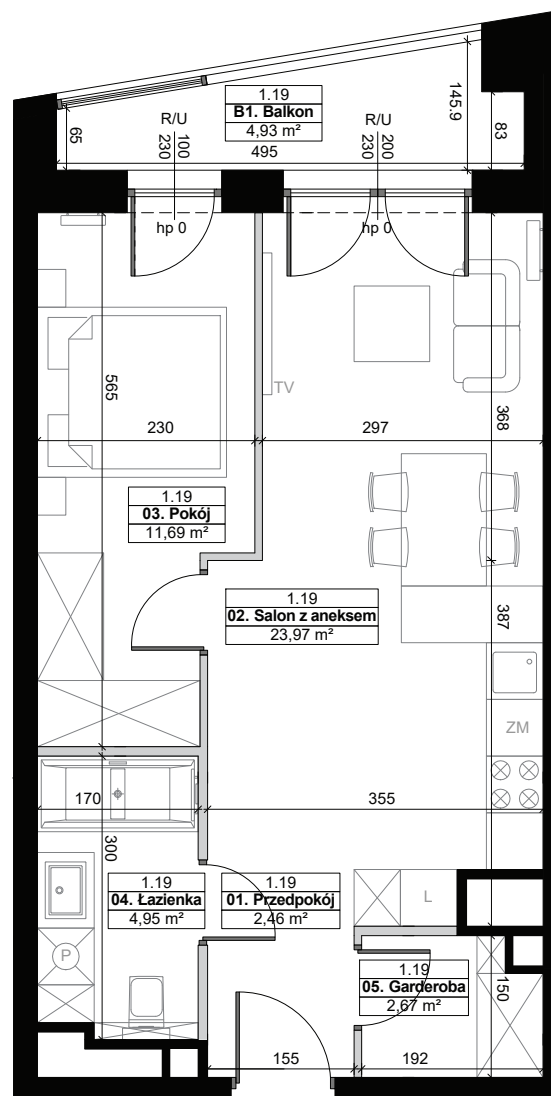 145.9
1.19
B1. Balkon
4,93 m²
65
83
R/U
100
230
R/U
200
230
495
hp 0
hp 0
TV
565
368
230
297
1.19
03. Pokój
11,69 m²
1.19
02. Salon z aneksem
23,97 m²
387
ZM
170
355
300
1.19
04. Łazienka
4,95 m²
1.19
01. Przedpokój
2,46 m²
L
P
1.19
05. Garderoba
2,67 m²
150
155
192